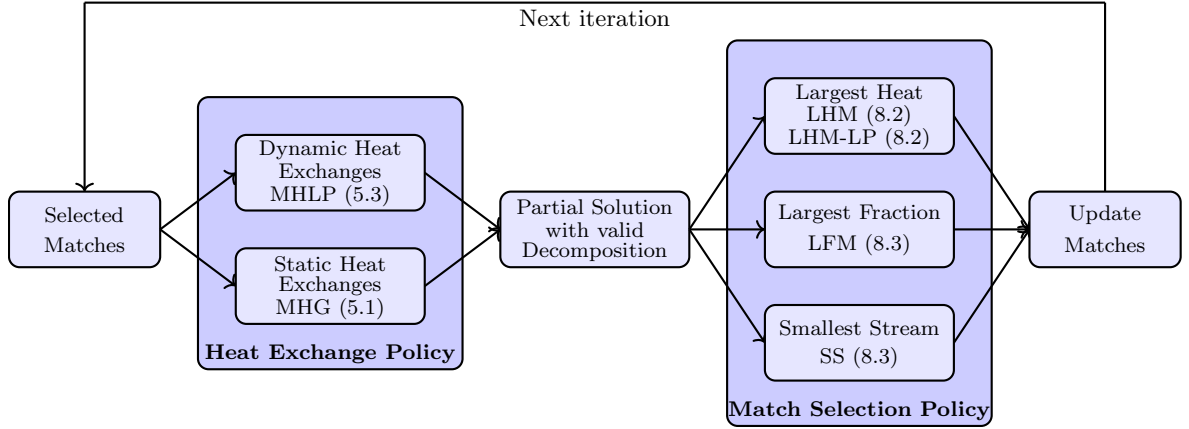 Next iteration
Selected
Matches
Dynamic Heat
Exchanges
MHLP (5.3)
Static Heat
Exchanges
MHG (5.1)
Heat Exchange Policy
Partial Solution
with valid
Decomposition
Largest Heat
LHM (8.2)
LHM-LP (8.2)
Largest Fraction
LFM (8.3)
Smallest Stream
SS (8.3)
Match Selection Policy
Update
Matches